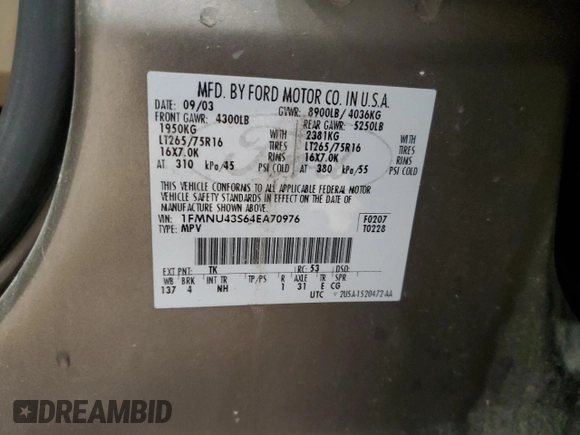 MFD. BY FORD MOTOR CO. IN U.S.A.
DATE: 09/03 GVWR: 8900LB/ 4036KG
FRONT GAWR: 4300LB REAR GAWR: 5250LB
1950KG WITH 2381KG WITH
LT265/75R16 TIRES LT265/75R16 TIRES
16X7.0K RIMS 16X7.0K RIMS
AT 310 kPa/45 PSI COLD AT 380 kPa/55 PSI COLD
THIS VEHICLE CONFORMS TO ALL APPLICABLE FEDERAL MOTOR
VEHICLE SAFETY STANDARDS IN EFFECT ON THE DATE OF
MANUFACTURE SHOWN ABOVE.
VIN: 1FMNU43S64EA70976 F0207
TYPE: MPV T0228
EXT PNT: TK RC: 53 DSO:
WB BRK INT TR TP/PS R AXLE TR SPR
137 4 NH 1 31 E CG
UTC 2U5A-1520472-AA
DREAMBID